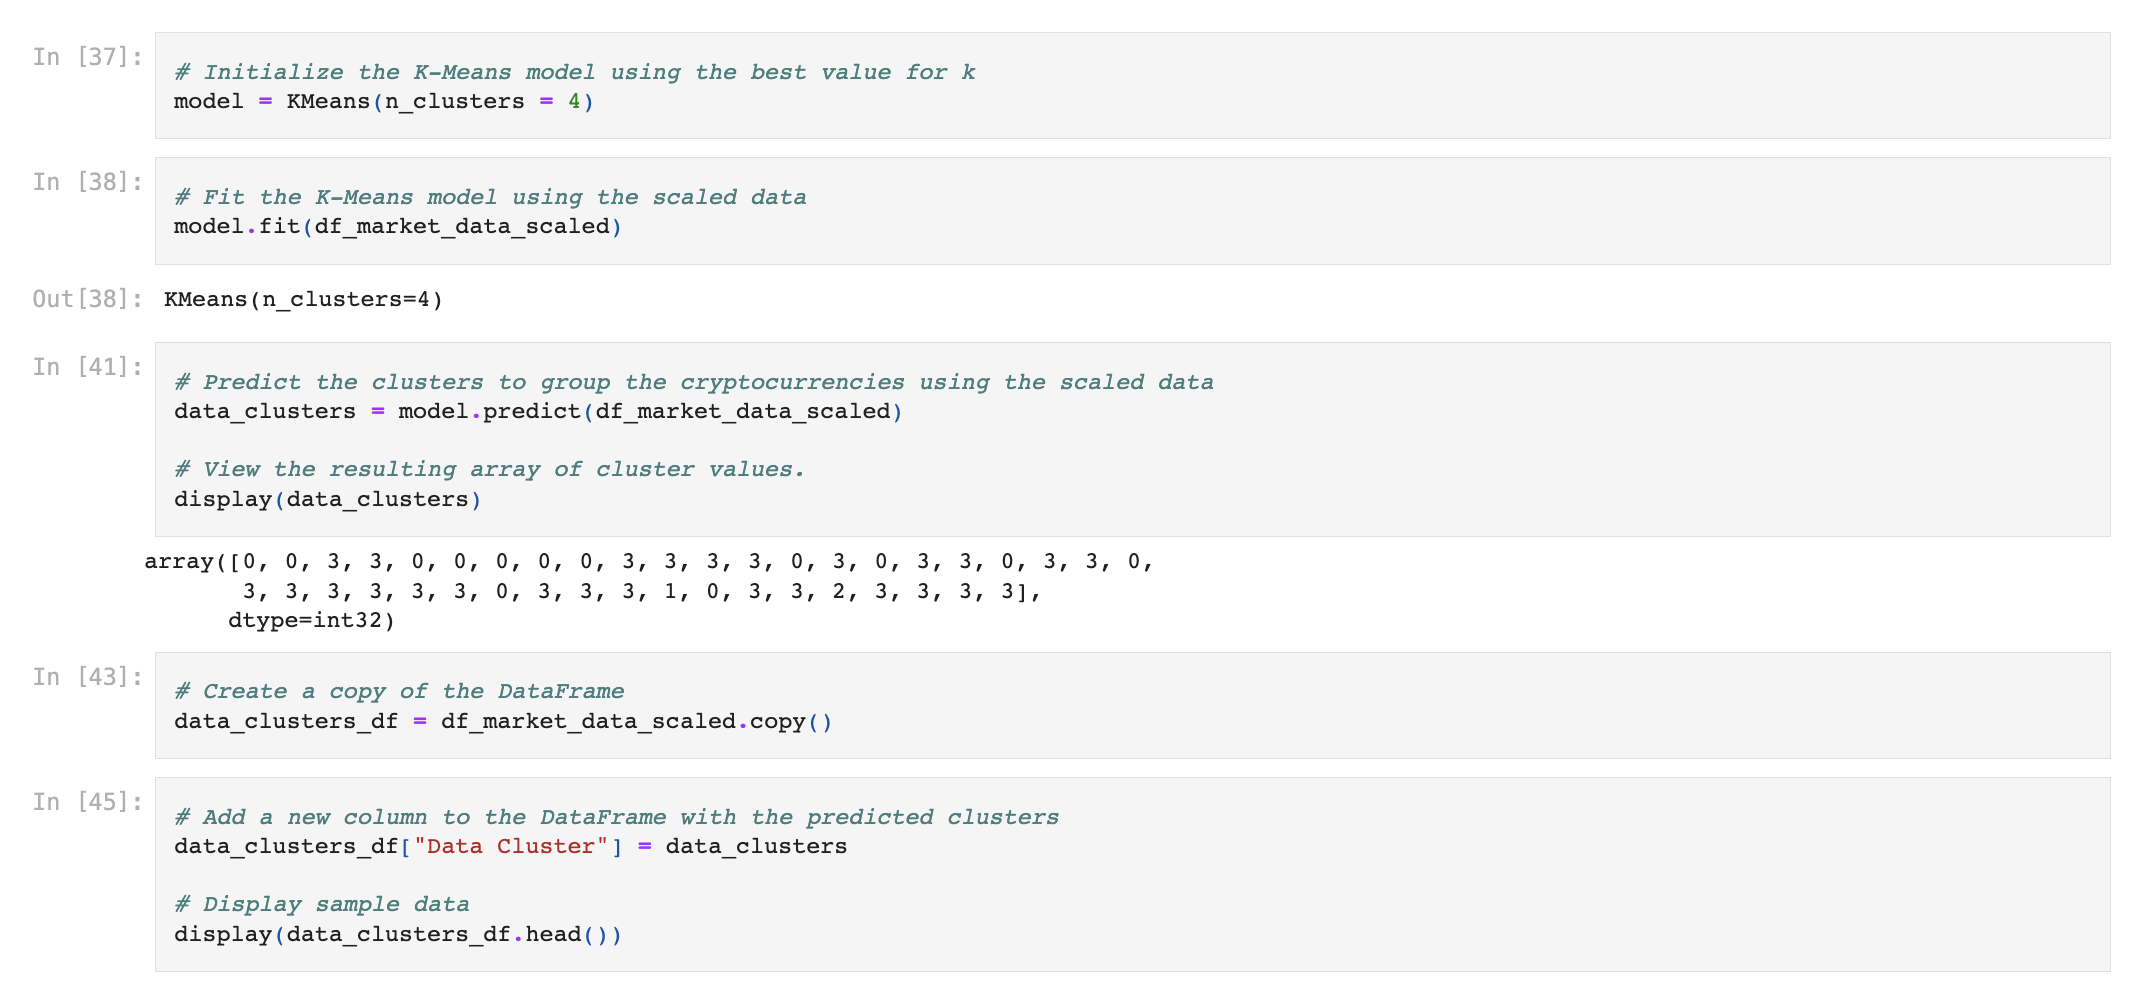 In [37]:
# Initialize the K-Means model using the best value for k
model = KMeans(n_clusters = 4)
In [38]:
# Fit the K-Means model using the scaled data
model.fit(df_market_data_scaled)
Out[38]: KMeans(n_clusters=4)
In [41]:
# Predict the clusters to group the cryptocurrencies using the scaled data
data_clusters = model.predict(df_market_data_scaled)
# View the resulting array of cluster values.
display(data_clusters)
array([0, 0, 3, 3, 0, 0, 0, 0, 0, 3, 3, 3, 3, 0, 3, 0, 3, 3, 0, 3, 3, 0,
3, 3, 3, 3, 3, 3, 0, 3, 3, 3, 1, 0, 3, 3, 2, 3, 3, 3, 3],
dtype=int32)
In [43]:
# Create a copy of the DataFrame
data_clusters_df = df_market_data_scaled.copy()
In [45]:
# Add a new column to the DataFrame with the predicted clusters
data_clusters_df["Data Cluster"] = data_clusters
# Display sample data
display(data_clusters_df.head())